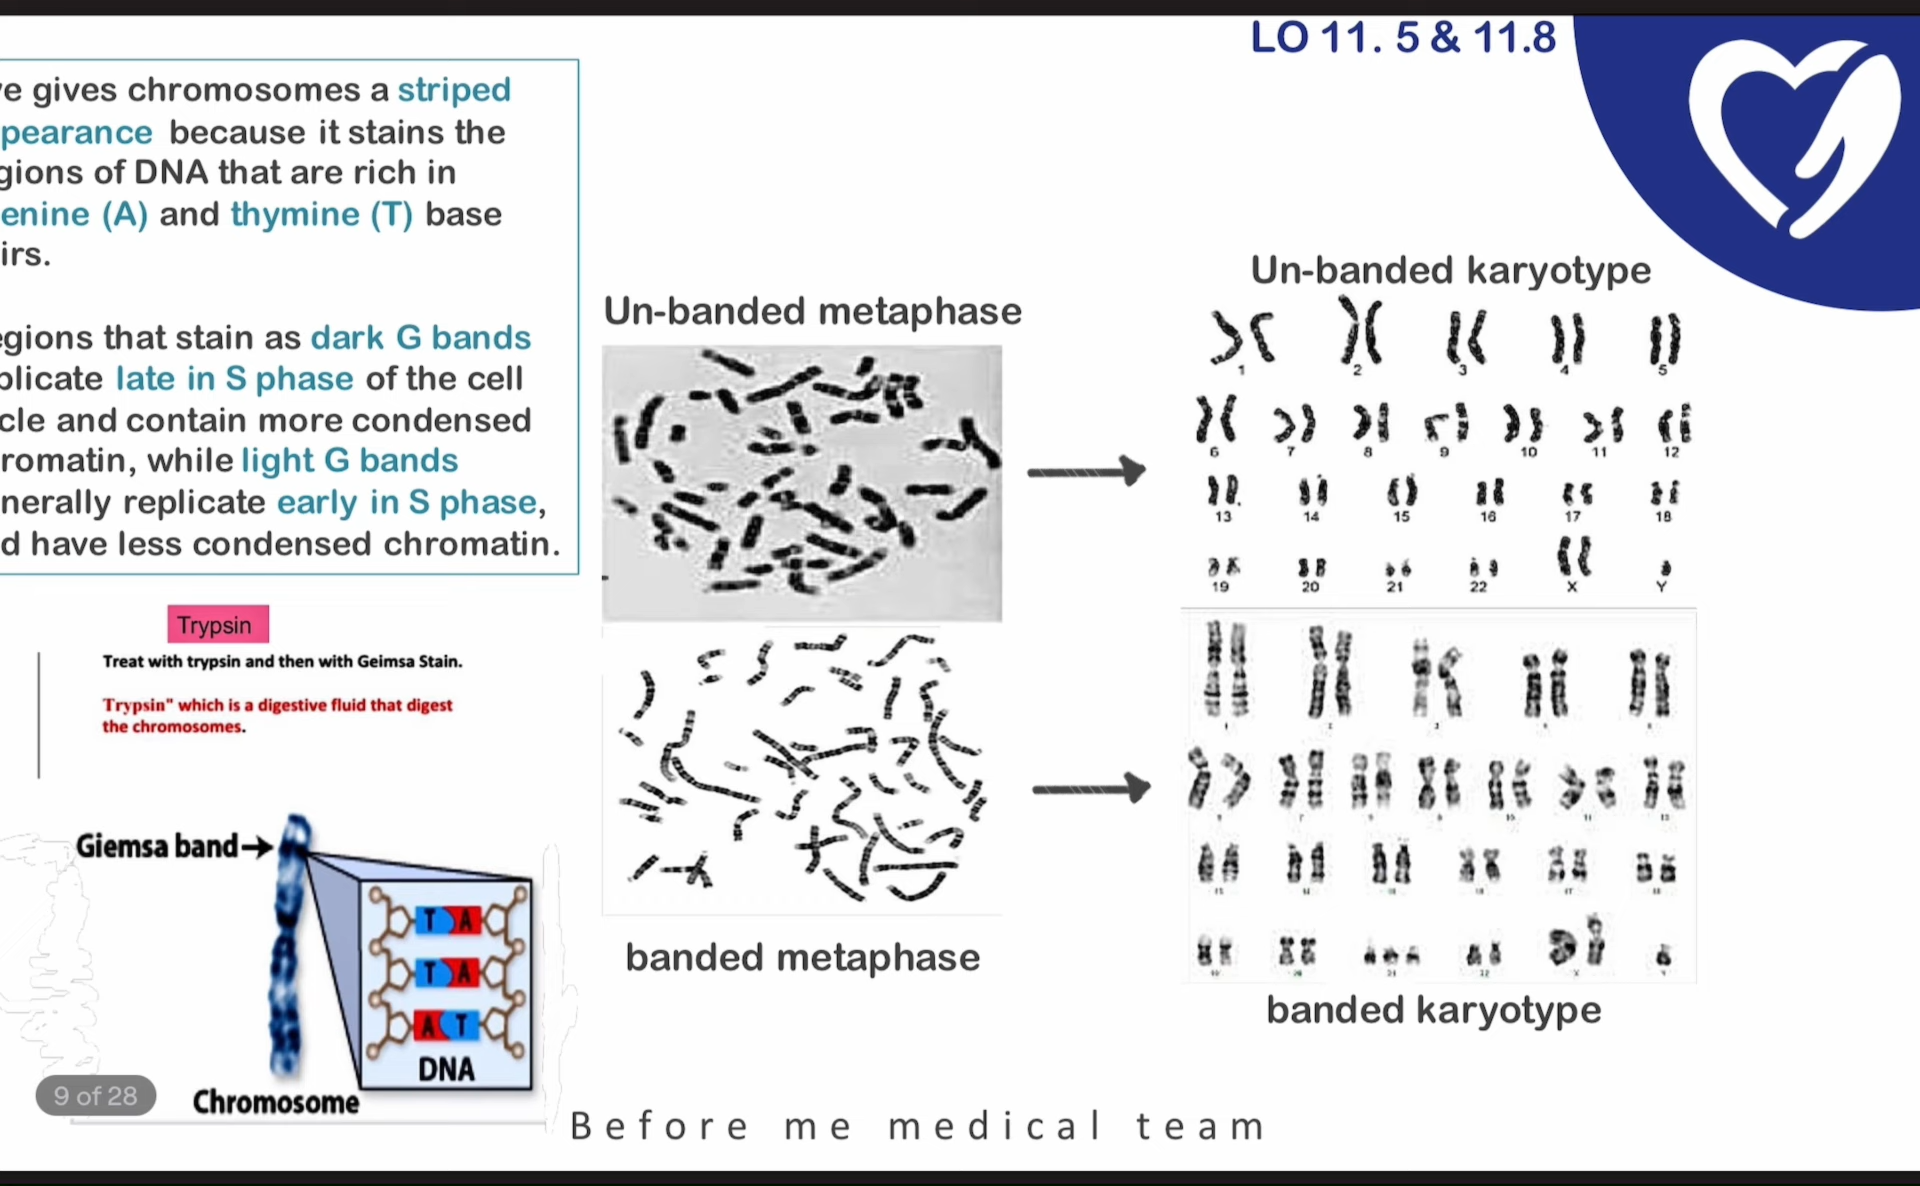 LO 11. 5 & 11.8
ve gives chromosomes a striped
pearance because it stains the
gions of DNA that are rich in
enine (A) and thymine (T) base
irs.
egions that stain as dark G bands
plicate late in S phase of the cell
cle and contain more condensed
romatin, while light G bands
nerally replicate early in S phase,
d have less condensed chromatin.
Trypsin
Treat with trypsin and then with Geimsa Stain.
Trypsin" which is a digestive fluid that digest
the chromosomes.
Giemsa band
T A
T A
A T
DNA
Chromosome
9 of 28
Un-banded metaphase
banded metaphase
Un-banded karyotype
1 2 3 4 5
6 7 8 9 10 11 12
13 14 15 16 17 18
19 20 21 22 X Y
banded karyotype
Before me medical team